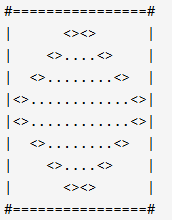 #================#
|      <><>      |
|    <>....<>    |
|  <>........<>  |
|<>............<>|
|<>............<>|
|  <>........<>  |
|    <>....<>    |
|      <><>      |
#================#